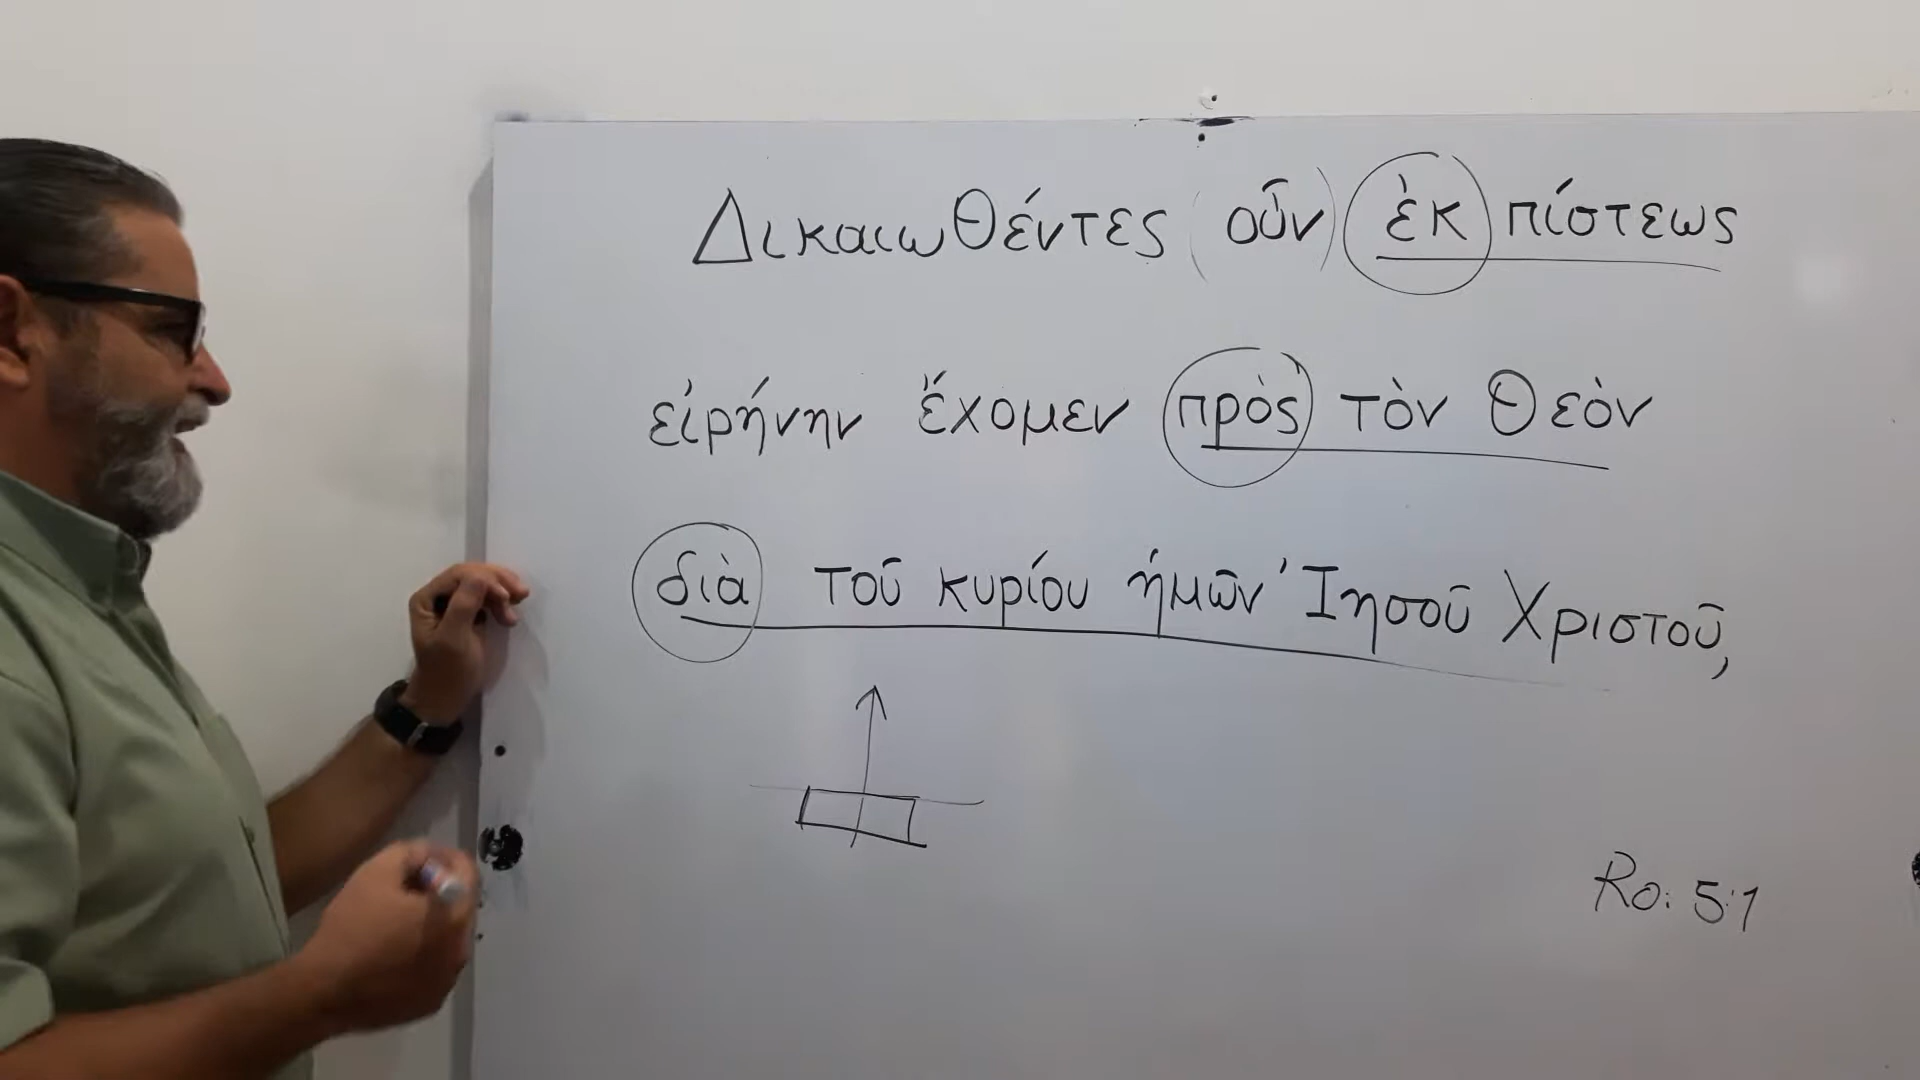 Δικαιωθέντες (οὖν) ἐκ πίστεως
εἰρήνην ἔχομεν πρὸς τὸν Θεὸν
διὰ τοῦ κυρίου ἡμῶν Ἰησοῦ Χριστοῦ,
Ro: 5:1